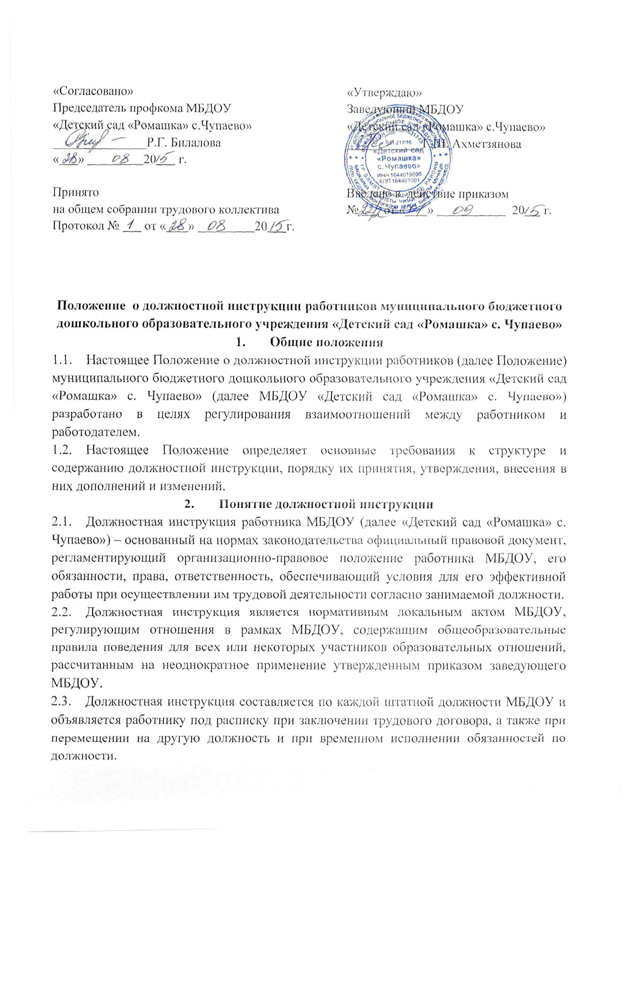 «Согласовано»
Председатель профкома МБДОУ
«Детский сад «Ромашка» с.Чупаево»
Р.Г. Билалова
«28» 08 2015 г.
Принято
на общем собрании трудового коллектива
Протокол № 1 от «28» 08 2015 г.
«Утверждаю»
Заведующий МБДОУ
«Детский сад «Ромашка» с.Чупаево»
Г.Ш. Ахметзянова
Введено в действие приказом
от « » 09 2015 г.
ОГРН 1021601631743
«Детский сад
«Ромашка»
с. Чупаево»
ИНН 1644019690
КПП 164401001
Положение о должностной инструкции работников муниципального бюджетного
дошкольного образовательного учреждения «Детский сад «Ромашка» с. Чупаево»
1. Общие положения
1.1. Настоящее Положение о должностной инструкции работников (далее Положение)
муниципального бюджетного дошкольного образовательного учреждения «Детский сад
«Ромашка» с. Чупаево» (далее МБДОУ «Детский сад «Ромашка» с. Чупаево»)
разработано в целях регулирования взаимоотношений между работником и
работодателем.
1.2. Настоящее Положение определяет основные требования к структуре и
содержанию должностной инструкции, порядку их принятия, утверждения, внесения в
них дополнений и изменений.
2. Понятие должностной инструкции
2.1. Должностная инструкция работника МБДОУ (далее «Детский сад «Ромашка» с.
Чупаево») – основанный на нормах законодательства официальный правовой документ,
регламентирующий организационно-правовое положение работника МБДОУ, его
обязанности, права, ответственность, обеспечивающий условия для его эффективной
работы при осуществлении им трудовой деятельности согласно занимаемой должности.
2.2. Должностная инструкция является нормативным локальным актом МБДОУ,
регулирующим отношения в рамках МБДОУ, содержащим общеобразовательные
правила поведения для всех или некоторых участников образовательных отношений,
рассчитанным на неоднократное применение утвержденным приказом заведующего
МБДОУ.
2.3. Должностная инструкция составляется по каждой штатной должности МБДОУ и
объявляется работнику под расписку при заключении трудового договора, а также при
перемещении на другую должность и при временном исполнении обязанностей по
должности.